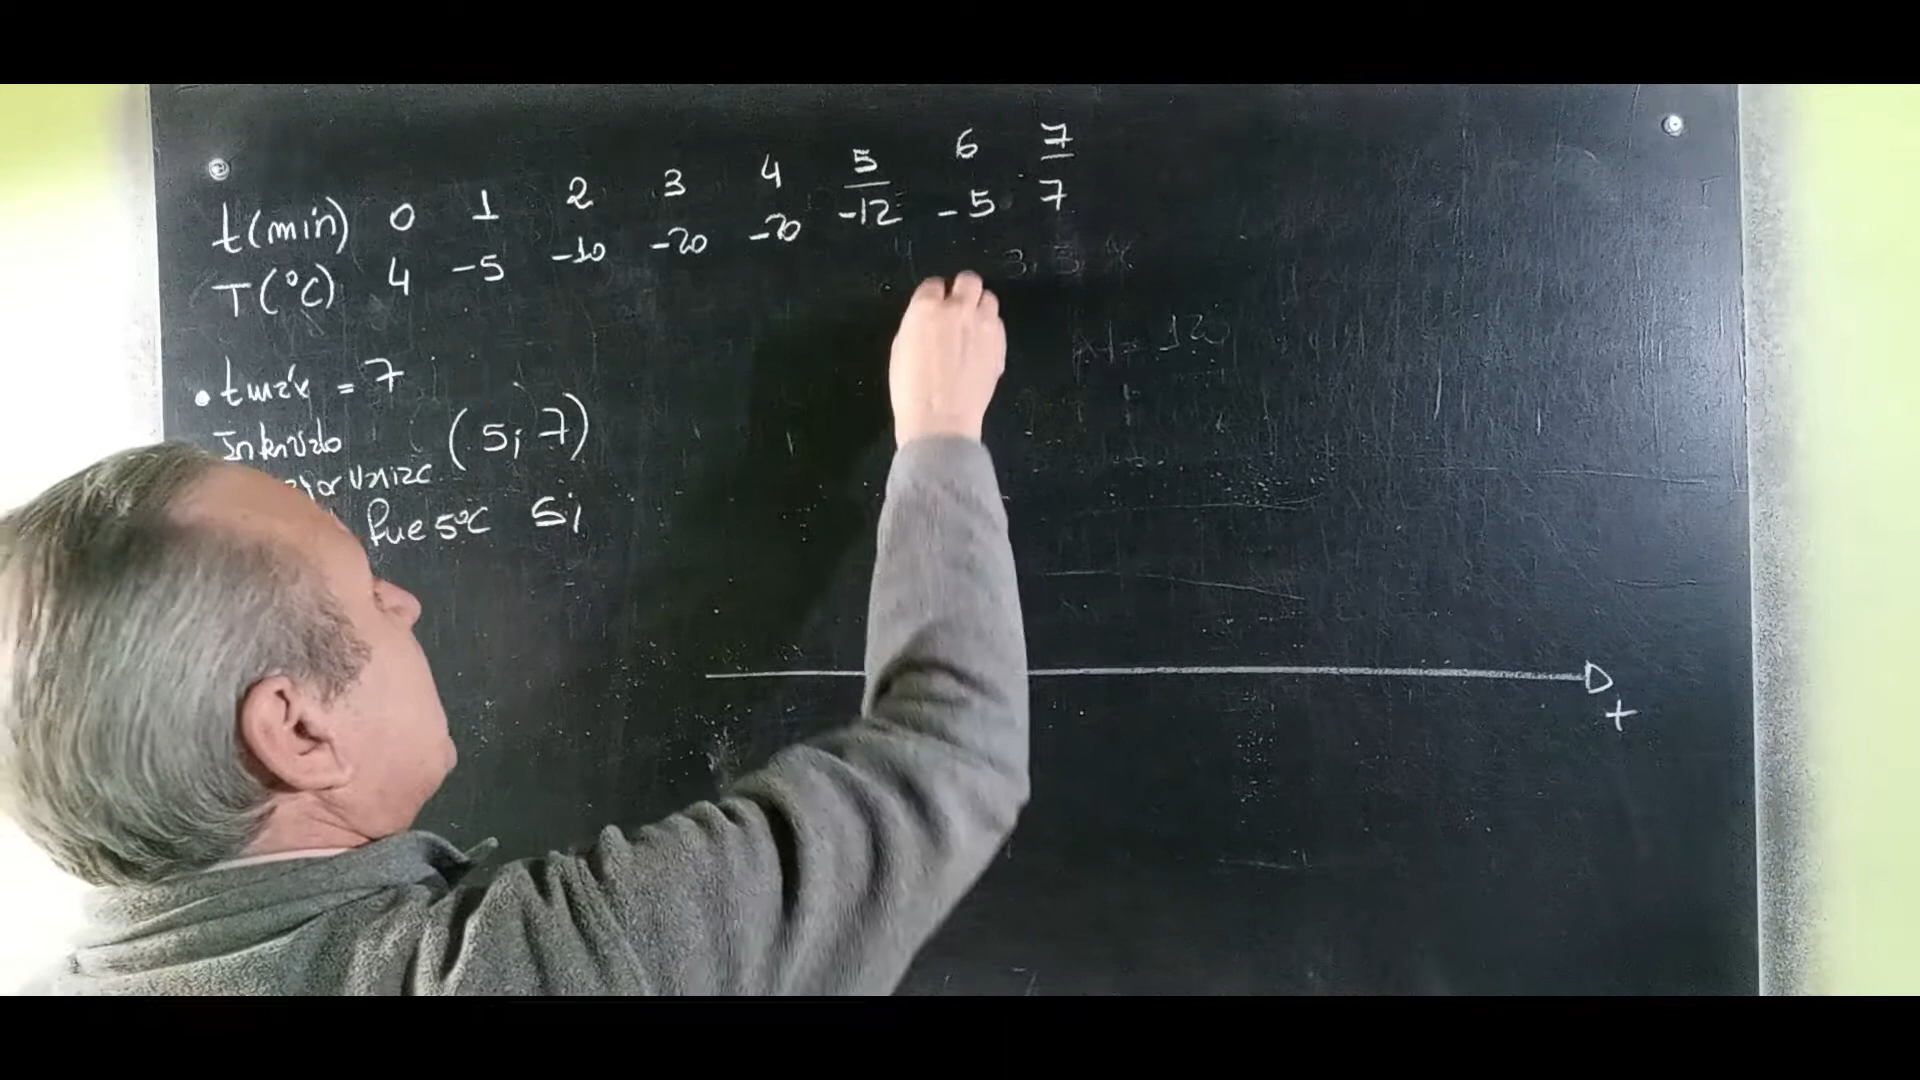 t(min) 0 1 2 3 4 5 6 7
T(°C) 4 -5 -10 -20 -20 -12 -5 7
• tmáx = 7
Intervalo (5; 7)
fue 5°C Si
+